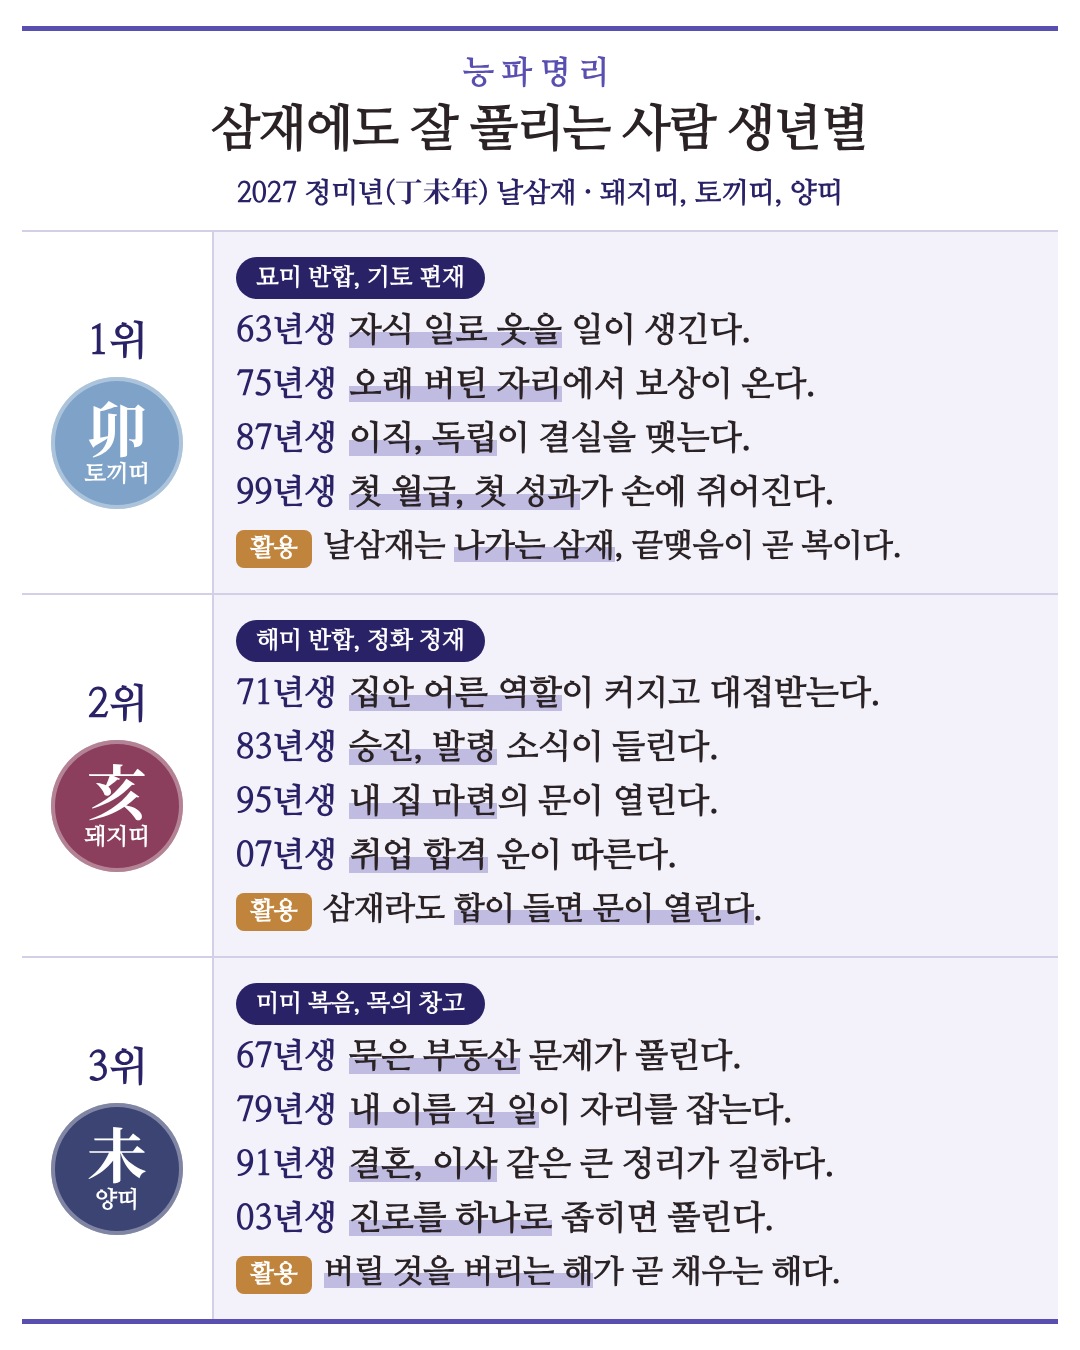 능파명리
삼재에도 잘 풀리는 사람 생년별
2027 정미년(丁未年) 날삼재 · 돼지띠, 토끼띠, 양띠
1위
卯
토끼띠
묘미 반합, 기토 편재
63년생 자식 일로 웃을 일이 생긴다.
75년생 오래 버틴 자리에서 보상이 온다.
87년생 이직, 독립이 결실을 맺는다.
99년생 첫 월급, 첫 성과가 손에 쥐어진다.
활용 날삼재는 나가는 삼재, 끝맺음이 곧 복이다.
2위
亥
돼지띠
해미 반합, 정화 정재
71년생 집안 어른 역할이 커지고 대접받는다.
83년생 승진, 발령 소식이 들린다.
95년생 내 집 마련의 문이 열린다.
07년생 취업 합격 운이 따른다.
활용 삼재라도 합이 들면 문이 열린다.
3위
未
양띠
미미 복음, 목의 창고
67년생 묵은 부동산 문제가 풀린다.
79년생 내 이름 건 일이 자리를 잡는다.
91년생 결혼, 이사 같은 큰 정리가 길하다.
03년생 진로를 하나로 좁히면 풀린다.
활용 버릴 것을 버리는 해가 곧 채우는 해다.